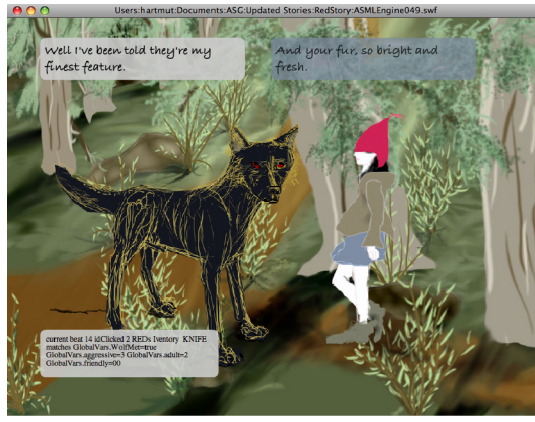 Users:hartmut:Documents:ASG:Updated Stories:RedStory:ASMLEngine049.swf
Well I've been told they're my
finest feature.
And your fur, so bright and
fresh.
current beat 14 idClicked 2 REDs Iventory KNIFE
matches GlobalVars.WolfMet=true
GlobalVars.aggressive=3 GlobalVars.adult=2
GlobalVars.friendly=00